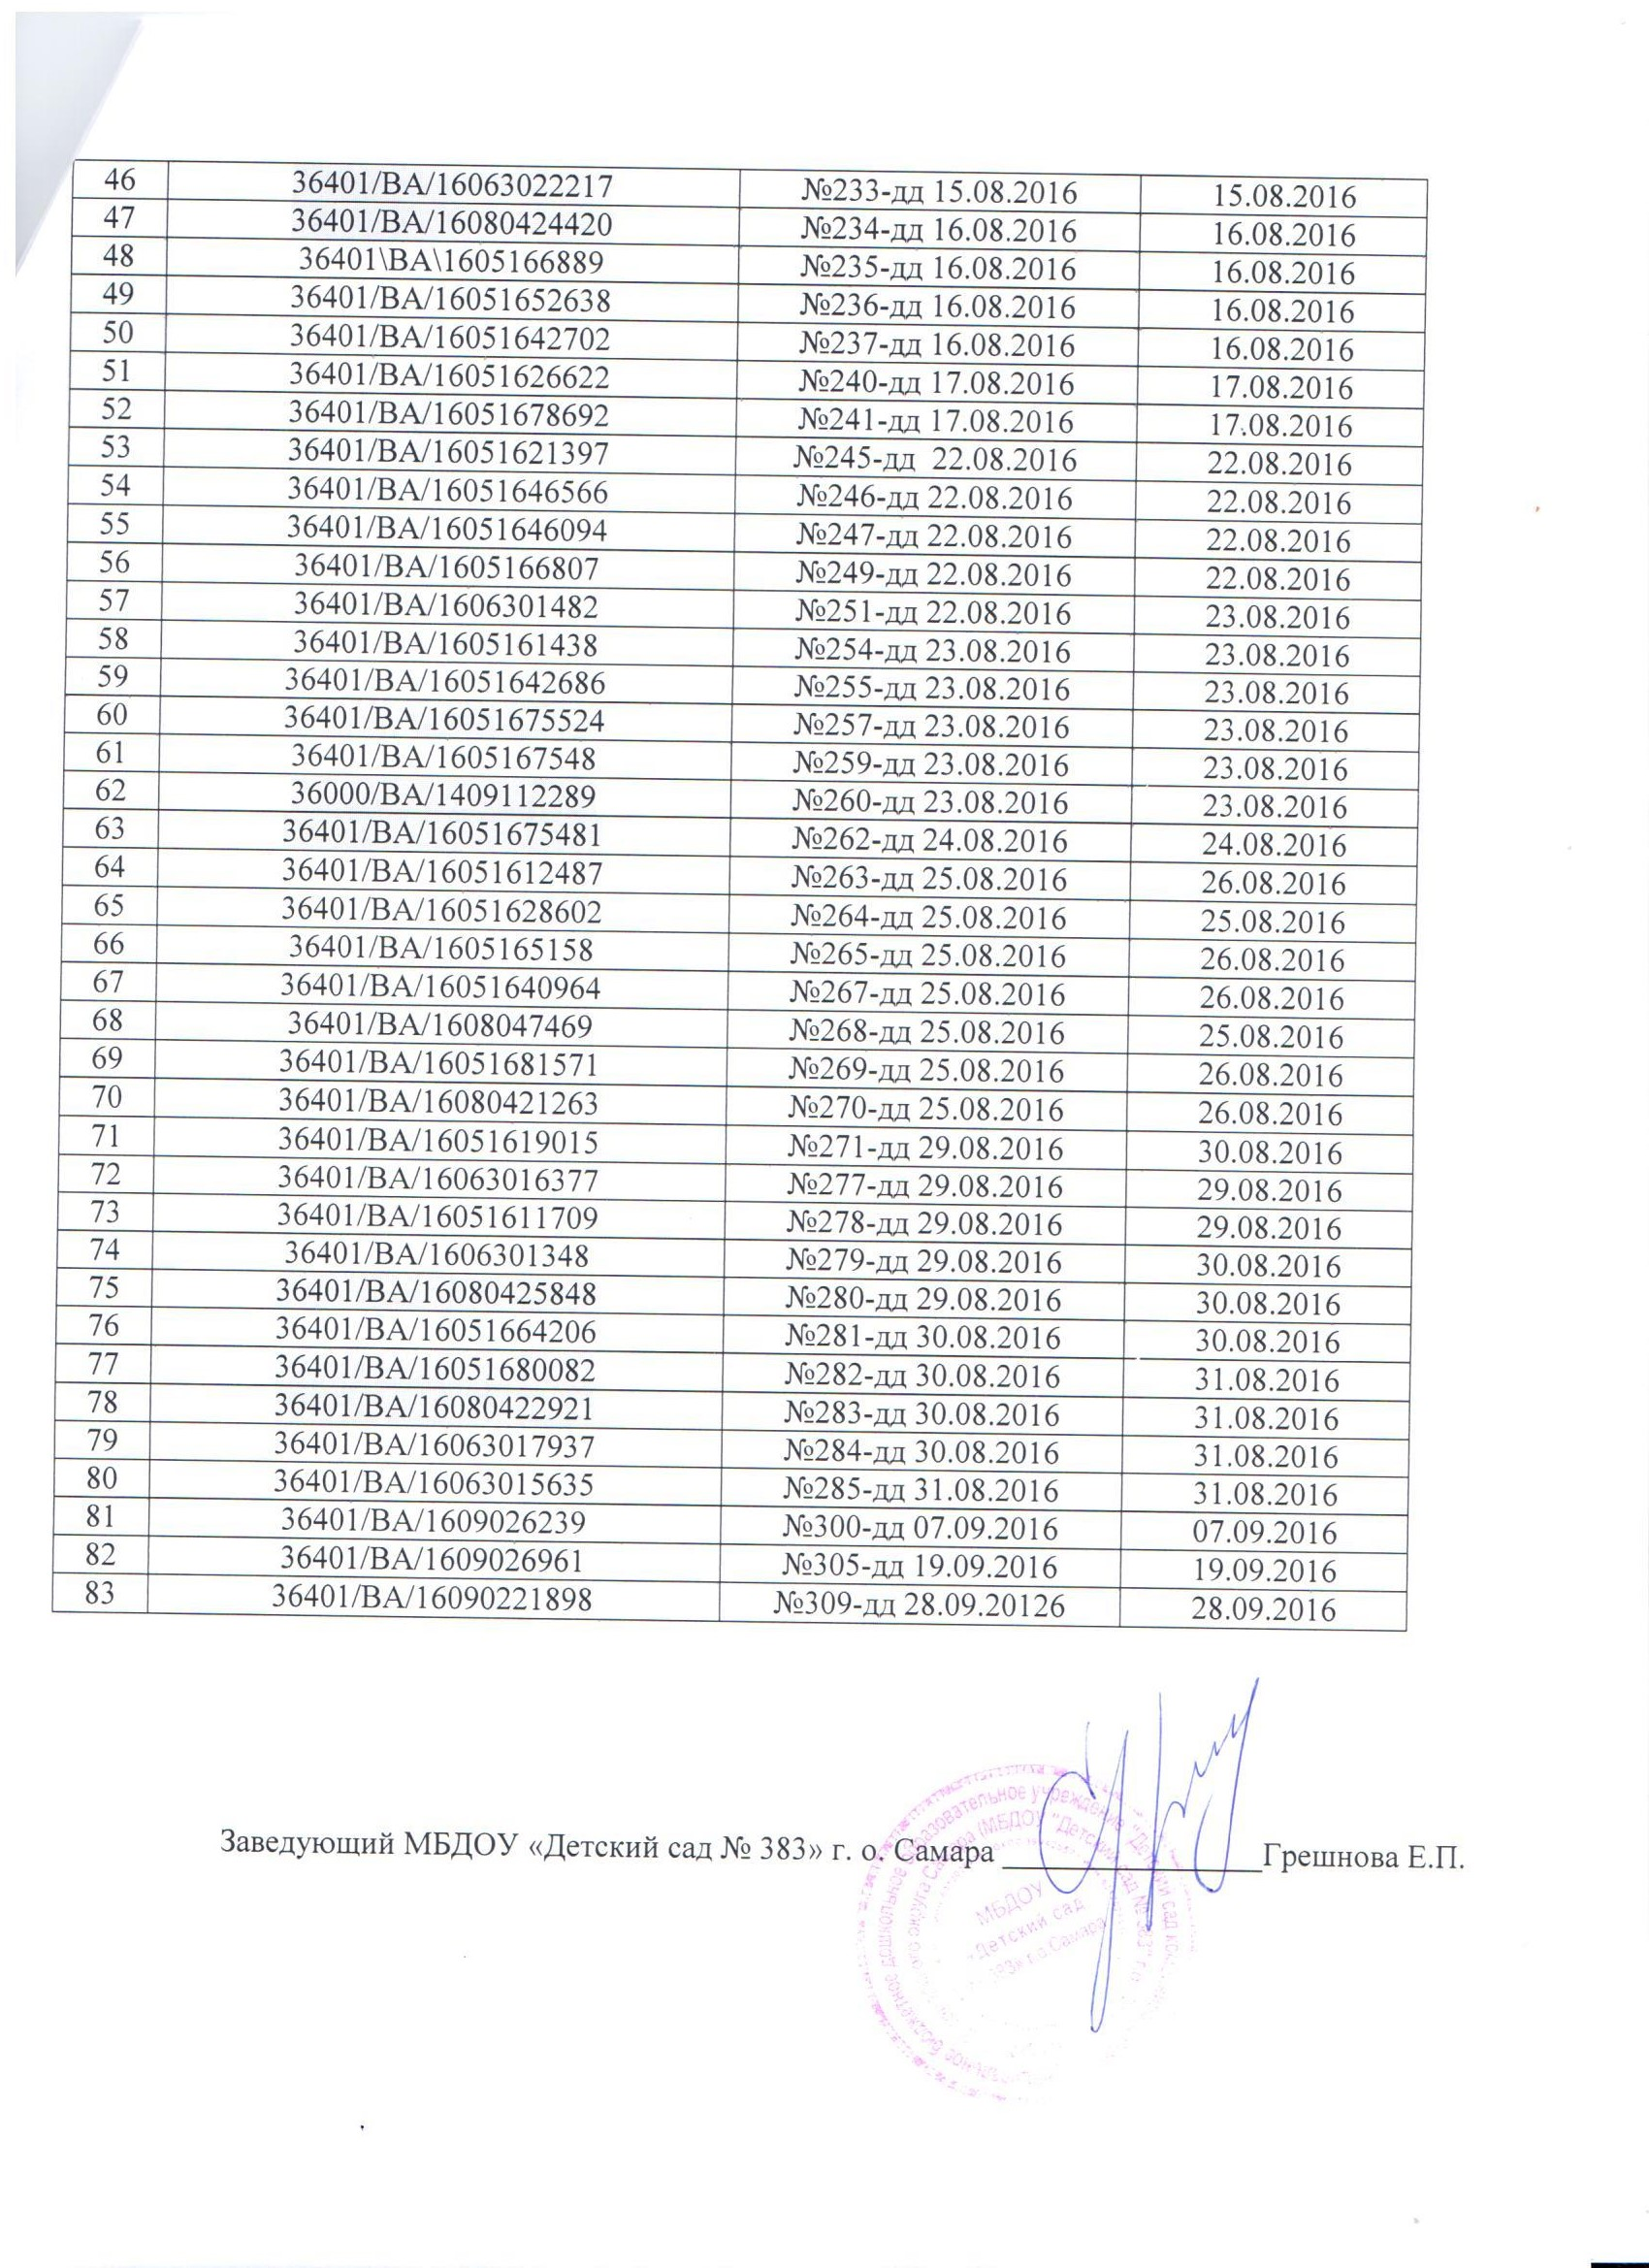 46 36401/ВА/16063022217 №233-дд 15.08.2016 15.08.2016
47 36401/ВА/16080424420 №234-дд 16.08.2016 16.08.2016
48 36401\ВА\1605166889 №235-дд 16.08.2016 16.08.2016
49 36401/ВА/16051652638 №236-дд 16.08.2016 16.08.2016
50 36401/ВА/16051642702 №237-дд 16.08.2016 16.08.2016
51 36401/ВА/16051626622 №240-дд 17.08.2016 17.08.2016
52 36401/ВА/16051678692 №241-дд 17.08.2016 17.08.2016
53 36401/ВА/16051621397 №245-дд 22.08.2016 22.08.2016
54 36401/ВА/16051646566 №246-дд 22.08.2016 22.08.2016
55 36401/ВА/16051646094 №247-дд 22.08.2016 22.08.2016
56 36401/ВА/1605166807 №249-дд 22.08.2016 22.08.2016
57 36401/ВА/1606301482 №251-дд 22.08.2016 23.08.2016
58 36401/ВА/1605161438 №254-дд 23.08.2016 23.08.2016
59 36401/ВА/16051642686 №255-дд 23.08.2016 23.08.2016
60 36401/ВА/16051675524 №257-дд 23.08.2016 23.08.2016
61 36401/ВА/1605167548 №259-дд 23.08.2016 23.08.2016
62 36000/ВА/1409112289 №260-дд 23.08.2016 23.08.2016
63 36401/ВА/16051675481 №262-дд 24.08.2016 24.08.2016
64 36401/ВА/16051612487 №263-дд 25.08.2016 26.08.2016
65 36401/ВА/16051628602 №264-дд 25.08.2016 25.08.2016
66 36401/ВА/1605165158 №265-дд 25.08.2016 26.08.2016
67 36401/ВА/16051640964 №267-дд 25.08.2016 26.08.2016
68 36401/ВА/1608047469 №268-дд 25.08.2016 25.08.2016
69 36401/ВА/16051681571 №269-дд 25.08.2016 26.08.2016
70 36401/ВА/16080421263 №270-дд 25.08.2016 26.08.2016
71 36401/ВА/16051619015 №271-дд 29.08.2016 30.08.2016
72 36401/ВА/16063016377 №277-дд 29.08.2016 29.08.2016
73 36401/ВА/16051611709 №278-дд 29.08.2016 29.08.2016
74 36401/ВА/1606301348 №279-дд 29.08.2016 30.08.2016
75 36401/ВА/16080425848 №280-дд 29.08.2016 30.08.2016
76 36401/ВА/16051664206 №281-дд 30.08.2016 30.08.2016
77 36401/ВА/16051680082 №282-дд 30.08.2016 31.08.2016
78 36401/ВА/16080422921 №283-дд 30.08.2016 31.08.2016
79 36401/ВА/16063017937 №284-дд 30.08.2016 31.08.2016
80 36401/ВА/16063015635 №285-дд 31.08.2016 31.08.2016
81 36401/ВА/1609026239 №300-дд 07.09.2016 07.09.2016
82 36401/ВА/1609026961 №305-дд 19.09.2016 19.09.2016
83 36401/ВА/16090221898 №309-дд 28.09.20126 28.09.2016
Заведующий МБДОУ «Детский сад № 383» г. о. Самара Грешнова Е.П.
МБДОУ
Детский сад
Самара